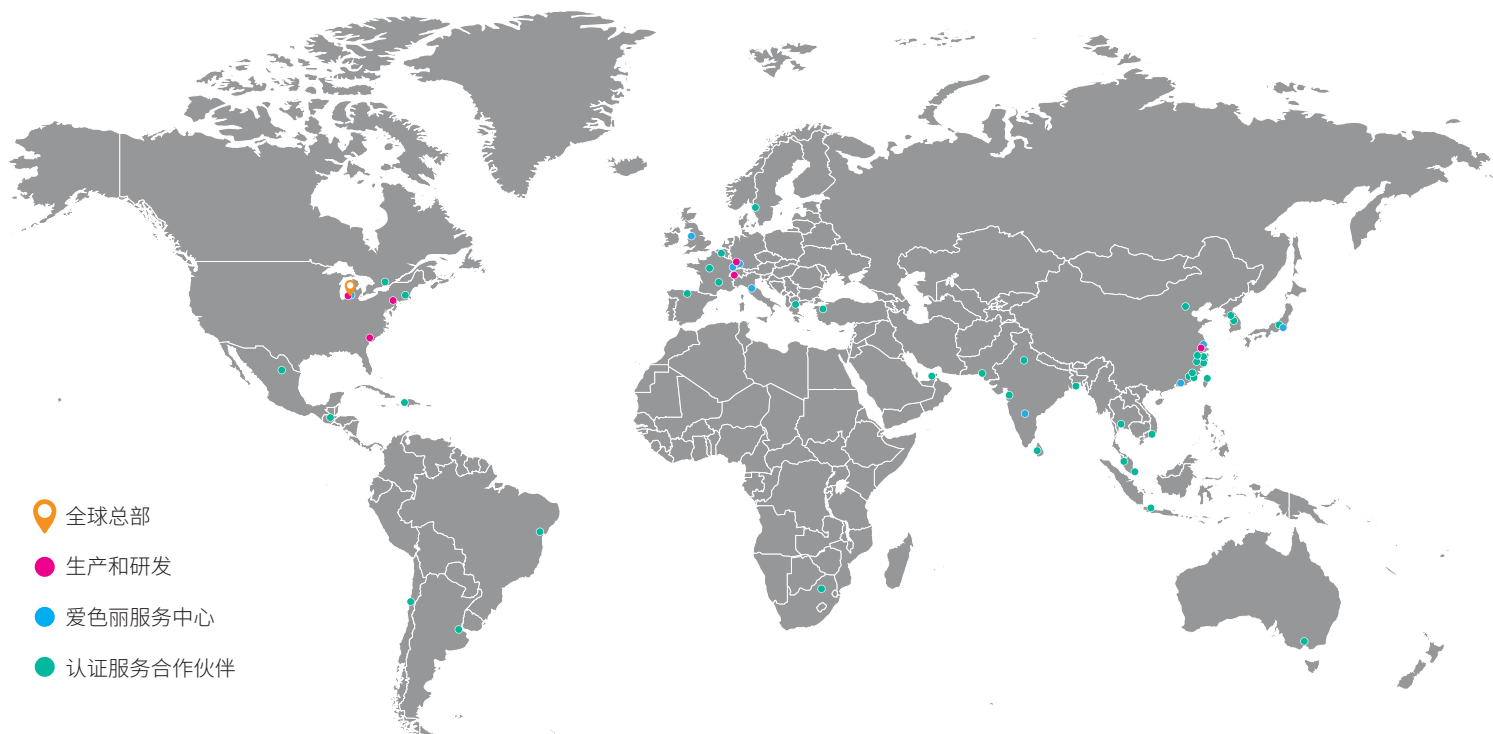 全球总部
生产和研发
爱色丽服务中心
认证服务合作伙伴